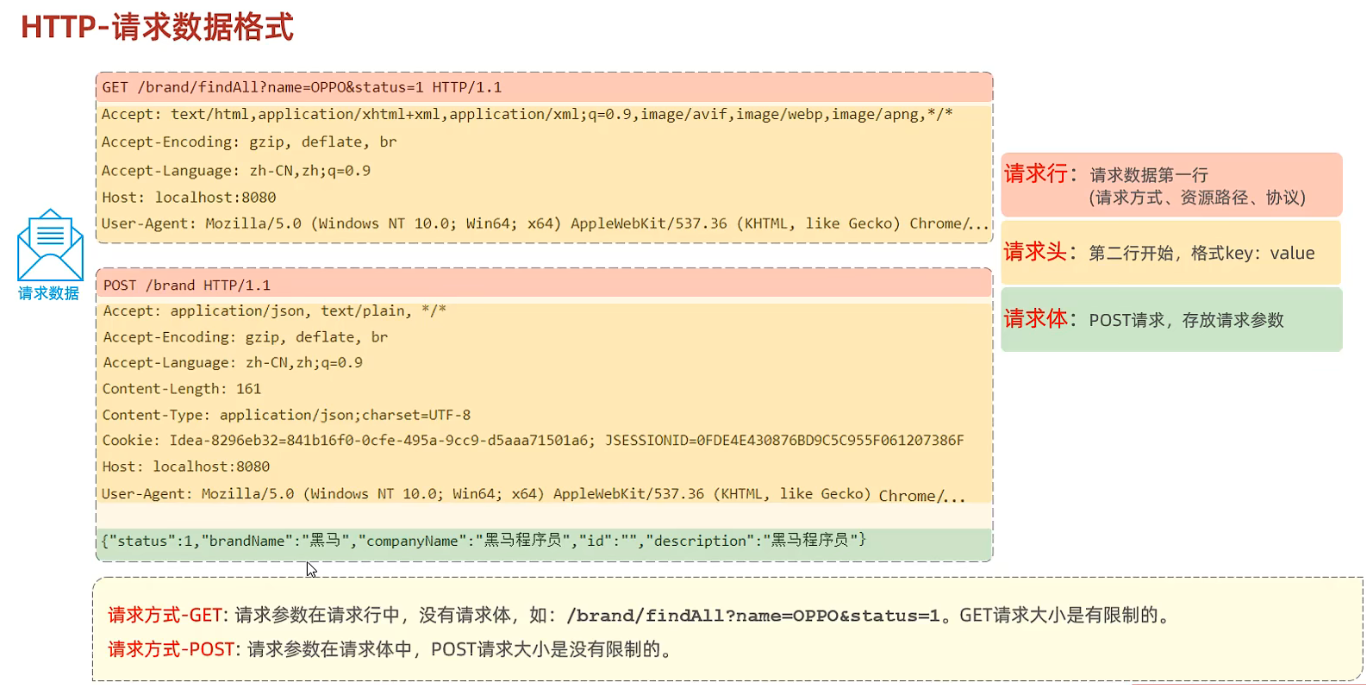 HTTP-请求数据格式
GET /brand/findAll?name=OPPO&status=1 HTTP/1.1
Accept: text/html,application/xhtml+xml,application/xml;q=0.9,image/avif,image/webp,image/apng,*/*
Accept-Encoding: gzip, deflate, br
Accept-Language: zh-CN,zh;q=0.9
Host: localhost:8080
User-Agent: Mozilla/5.0 (Windows NT 10.0; Win64; x64) AppleWebKit/537.36 (KHTML, like Gecko) Chrome/...
请求数据
POST /brand HTTP/1.1
Accept: application/json, text/plain, */*
Accept-Encoding: gzip, deflate, br
Accept-Language: zh-CN,zh;q=0.9
Content-Length: 161
Content-Type: application/json;charset=UTF-8
Cookie: Idea-8296eb32=841b16f0-0cfe-495a-9cc9-d5aaa71501a6; JSESSIONID=0FDE4E430876BD9C5C955F061207386F
Host: localhost:8080
User-Agent: Mozilla/5.0 (Windows NT 10.0; Win64; x64) AppleWebKit/537.36 (KHTML, like Gecko) Chrome/...
{"status":1,"brandName":"黑马","companyName":"黑马程序员","id":"","description":"黑马程序员"}
请求行：请求数据第一行
(请求方式、资源路径、协议)
请求头：第二行开始，格式key：value
请求体：POST请求，存放请求参数
请求方式-GET: 请求参数在请求行中，没有请求体，如：/brand/findAll?name=OPPO&status=1。GET请求大小是有限制的。
请求方式-POST: 请求参数在请求体中，POST请求大小是没有限制的。